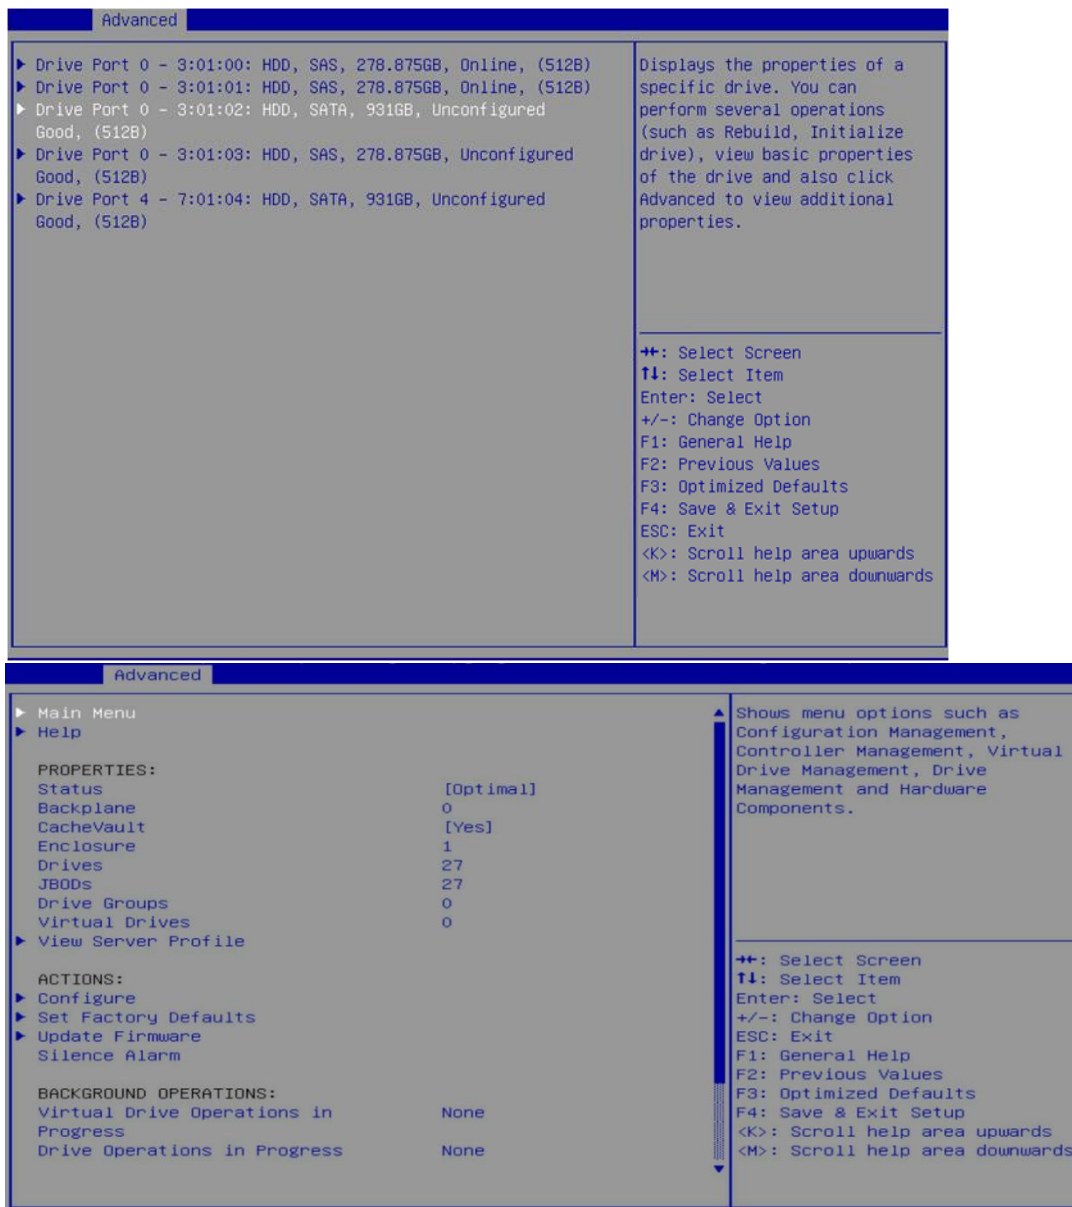 Advanced
Drive Port 0 - 3:01:00: HDD, SAS, 278.875GB, Online, (512B)
Drive Port 0 - 3:01:01: HDD, SAS, 278.875GB, Online, (512B)
Drive Port 0 - 3:01:02: HDD, SATA, 931GB, Unconfigured
Good, (512B)
Drive Port 0 - 3:01:03: HDD, SAS, 278.875GB, Unconfigured
Good, (512B)
Drive Port 4 - 7:01:04: HDD, SATA, 931GB, Unconfigured
Good, (512B)
Displays the properties of a
specific drive. You can
perform several operations
(such as Rebuild, Initialize
drive), view basic properties
of the drive and also click
Advanced to view additional
properties.
→←: Select Screen
↑↓: Select Item
Enter: Select
+/-: Change Option
F1: General Help
F2: Previous Values
F3: Optimized Defaults
F4: Save & Exit Setup
ESC: Exit
<K>: Scroll help area upwards
<M>: Scroll help area downwards
Advanced
Main Menu
Help
PROPERTIES:
Status [Optimal]
Backplane 0
CacheVault [Yes]
Enclosure 1
Drives 27
JBODs 27
Drive Groups 0
Virtual Drives 0
View Server Profile
ACTIONS:
Configure
Set Factory Defaults
Update Firmware
Silence Alarm
BACKGROUND OPERATIONS:
Virtual Drive Operations in None
Progress
Drive Operations in Progress None
Shows menu options such as
Configuration Management,
Controller Management, Virtual
Drive Management, Drive
Management and Hardware
Components.
→←: Select Screen
↑↓: Select Item
Enter: Select
+/-: Change Option
ESC: Exit
F1: General Help
F2: Previous Values
F3: Optimized Defaults
F4: Save & Exit Setup
<K>: Scroll help area upwards
<M>: Scroll help area downwards